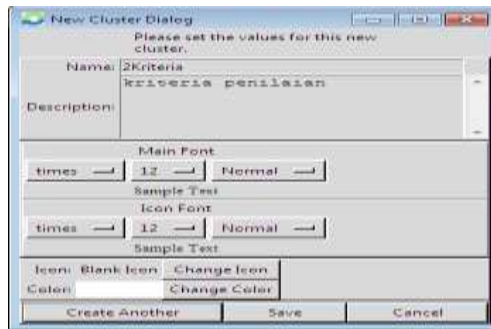 New Cluster Dialog
Please set the values for this new
cluster.
Name: 2Kriteria
kriteria penilaian
Description:
Main Font
times 12 Normal
Sample Text
Icon Font
times 12 Normal
Sample Text
Icon: Blank Icon Change Icon
Color: Change Color
Create Another Save Cancel